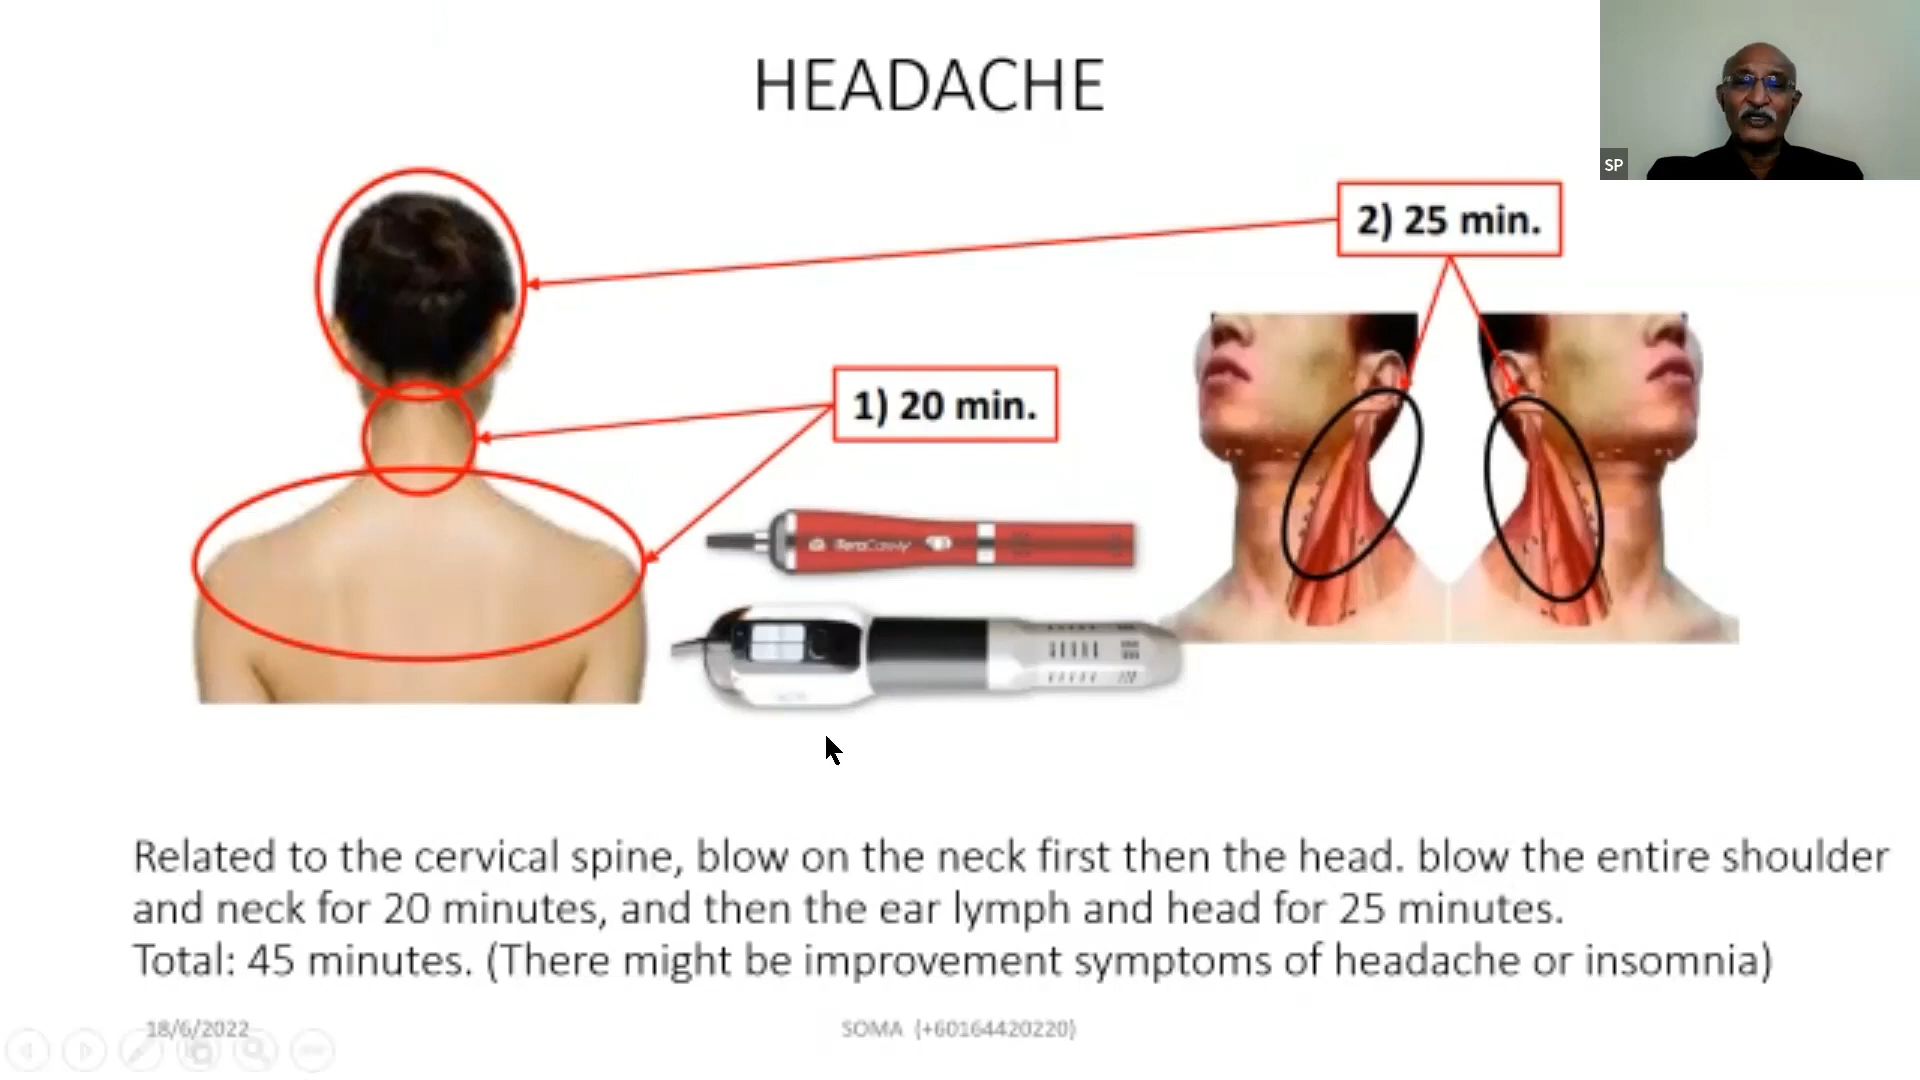 HEADACHE
SP
2) 25 min.
1) 20 min.
iTeraCare
Related to the cervical spine, blow on the neck first then the head. blow the entire shoulder
and neck for 20 minutes, and then the ear lymph and head for 25 minutes.
Total: 45 minutes. (There might be improvement symptoms of headache or insomnia)
18/6/2022
SOMA (+60164420220)